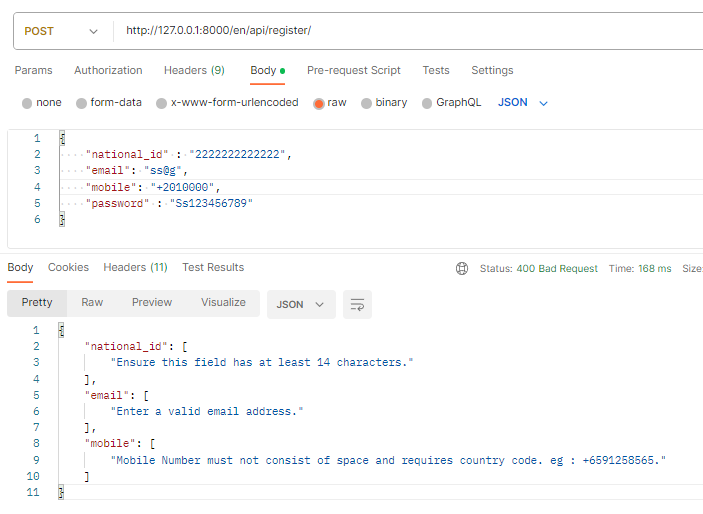 POST http://127.0.0.1:8000/en/api/register/
Params Authorization Headers (9) Body Pre-request Script Tests Settings
none form-data x-www-form-urlencoded raw binary GraphQL JSON
1 {
2 "national_id" : "2222222222222",
3 "email": "ss@g",
4 "mobile": "+2010000",
5 "password" : "Ss123456789"
6 }
Body Cookies Headers (11) Test Results Status: 400 Bad Request Time: 168 ms Size:
Pretty Raw Preview Visualize JSON
1 {
2 "national_id": [
3 "Ensure this field has at least 14 characters."
4 ],
5 "email": [
6 "Enter a valid email address."
7 ],
8 "mobile": [
9 "Mobile Number must not consist of space and requires country code. eg : +6591258565."
10 ]
11 }